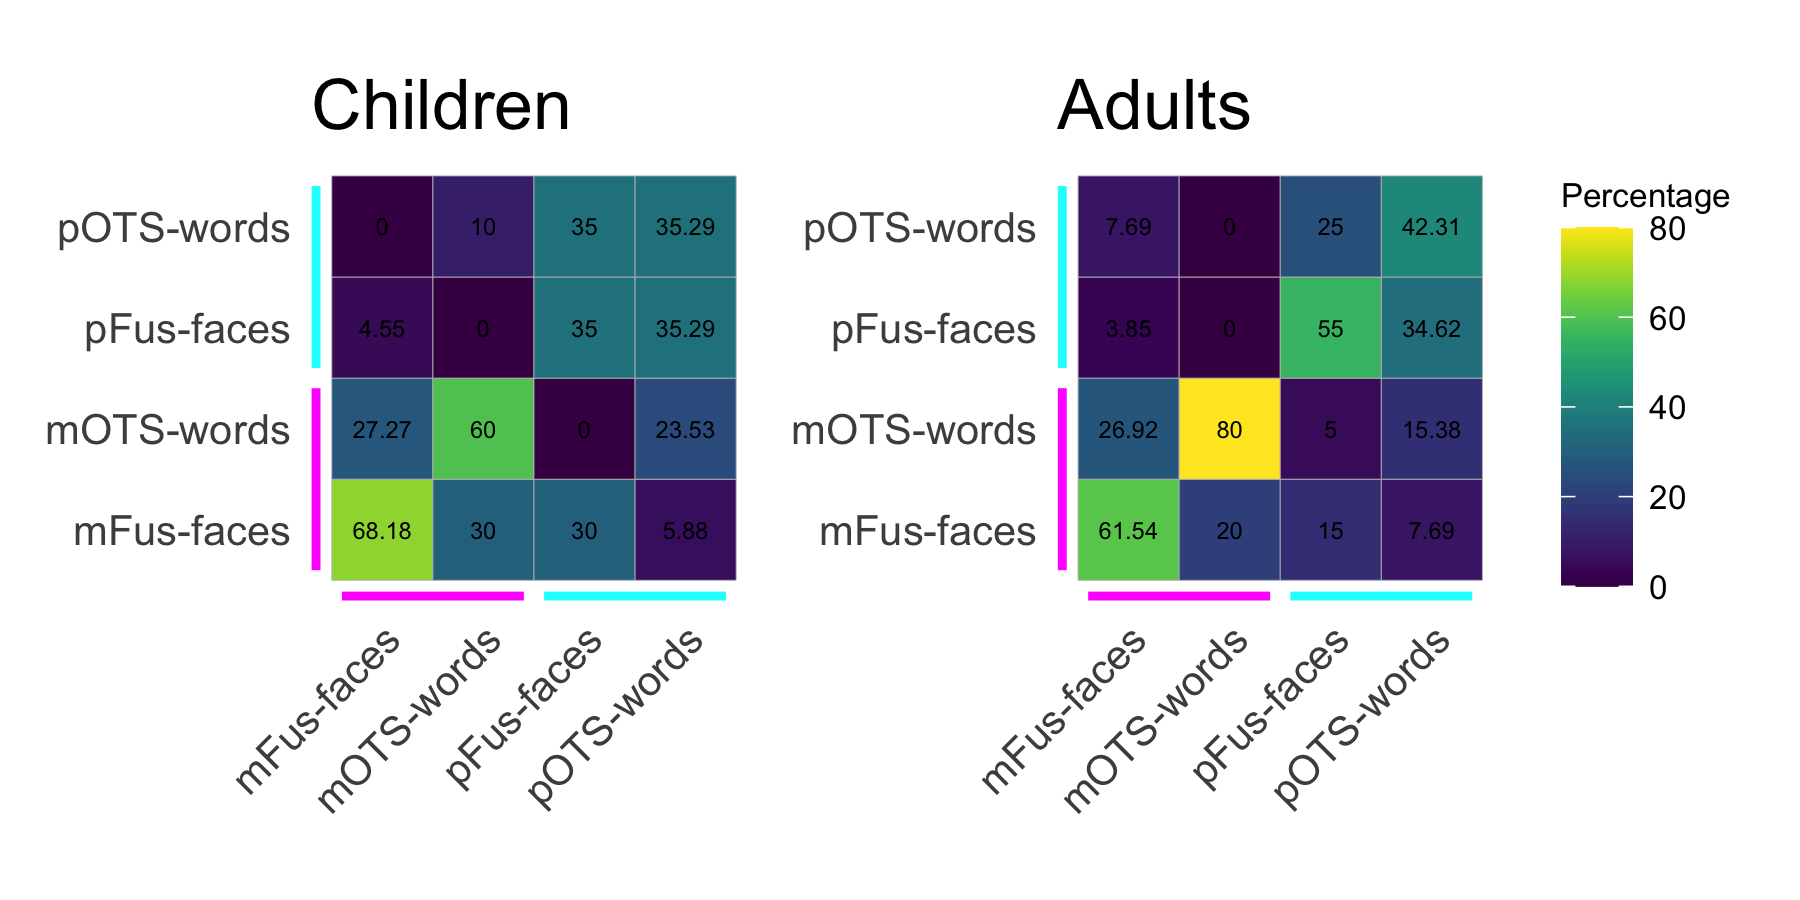 Children
pOTS-words 0 10 35 35.29
pFus-faces 4.55 0 35 35.29
mOTS-words 27.27 60 0 23.53
mFus-faces 68.18 30 30 5.88
mFus-faces
mOTS-words
pFus-faces
pOTS-words
Adults
pOTS-words 7.69 0 25 42.31
pFus-faces 3.85 0 55 34.62
mOTS-words 26.92 80 5 15.38
mFus-faces 61.54 20 15 7.69
mFus-faces
mOTS-words
pFus-faces
pOTS-words
Percentage
80
60
40
20
0